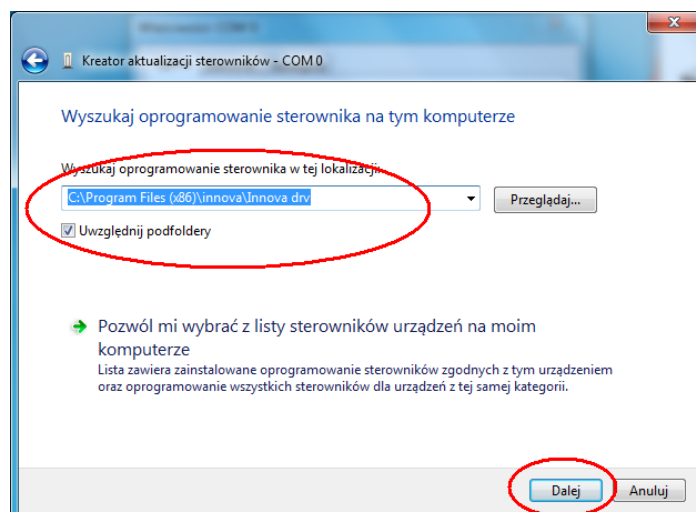 Kreator aktualizacji sterowników - COM0
Wyszukaj oprogramowanie sterownika na tym komputerze
Wyszukaj oprogramowanie sterownika w tej lokalizacji:
C:\Program Files (x86)\innova\Innova drv
Przeglądaj...
Uwzględnij podfoldery
Pozwól mi wybrać z listy sterowników urządzeń na moim
komputerze
Lista zawiera zainstalowane oprogramowanie sterowników zgodnych z tym urządzeniem
oraz oprogramowanie wszystkich sterowników dla urządzeń z tej samej kategorii.
Dalej
Anuluj